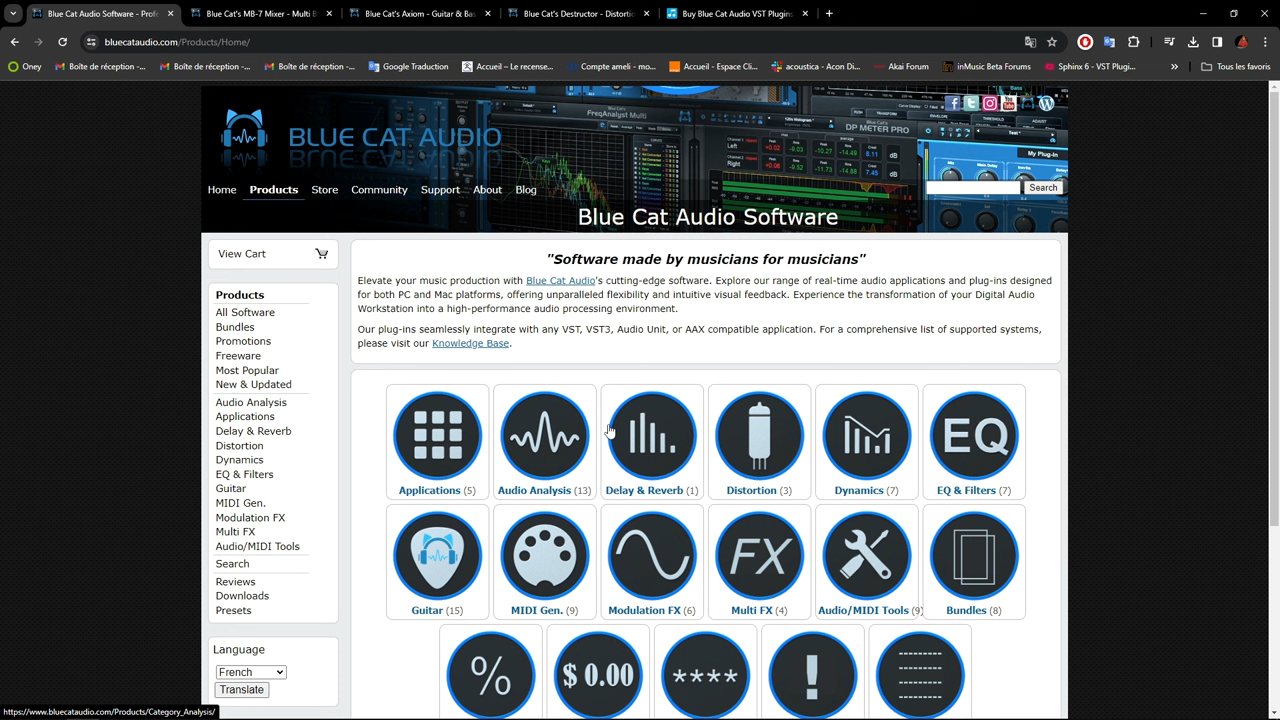 Blue Cat Audio Software - Profe
Blue Cat's MB-7 Mixer - Multi B
Blue Cat's Axiom - Guitar & Bas
Blue Cat's Destructor - Distortio
Buy Blue Cat Audio VST Plugins
bluecataudio.com/Products/Home/
Oney
Boîte de réception -...
Boîte de réception -...
Boîte de réception -...
Google Traduction
Accueil – Le recense...
Compte ameli - mo...
Accueil - Espace Cli...
acoustica - Acon Di...
Akai Forum
inMusic Beta Forums
Sphinx 6 - VST Plugi...
Tous les favoris
BLUE CAT AUDIO
FreqAnalyst Multi
DP METER PRO
My Plug-in
Home Products Store Community Support About Blog
Search
Blue Cat Audio Software
View Cart
Products
All Software
Bundles
Promotions
Freeware
Most Popular
New & Updated
Audio Analysis
Applications
Delay & Reverb
Distortion
Dynamics
EQ & Filters
Guitar
MIDI Gen.
Modulation FX
Multi FX
Audio/MIDI Tools
Search
Reviews
Downloads
Presets
Language
French
Translate
"Software made by musicians for musicians"
Elevate your music production with Blue Cat Audio's cutting-edge software. Explore our range of real-time audio applications and plug-ins designed
for both PC and Mac platforms, offering unparalleled flexibility and intuitive visual feedback. Experience the transformation of your Digital Audio
Workstation into a high-performance audio processing environment.
Our plug-ins seamlessly integrate with any VST, VST3, Audio Unit, or AAX compatible application. For a comprehensive list of supported systems,
please visit our Knowledge Base.
EQ
Applications (5)
Audio Analysis (13)
Delay & Reverb (1)
Distortion (3)
Dynamics (7)
EQ & Filters (7)
FX
Guitar (15)
MIDI Gen. (9)
Modulation FX (6)
Multi FX (4)
Audio/MIDI Tools (9)
Bundles (8)
%
$ 0.00
****
!
https://www.bluecataudio.com/Products/Category_Analysis/